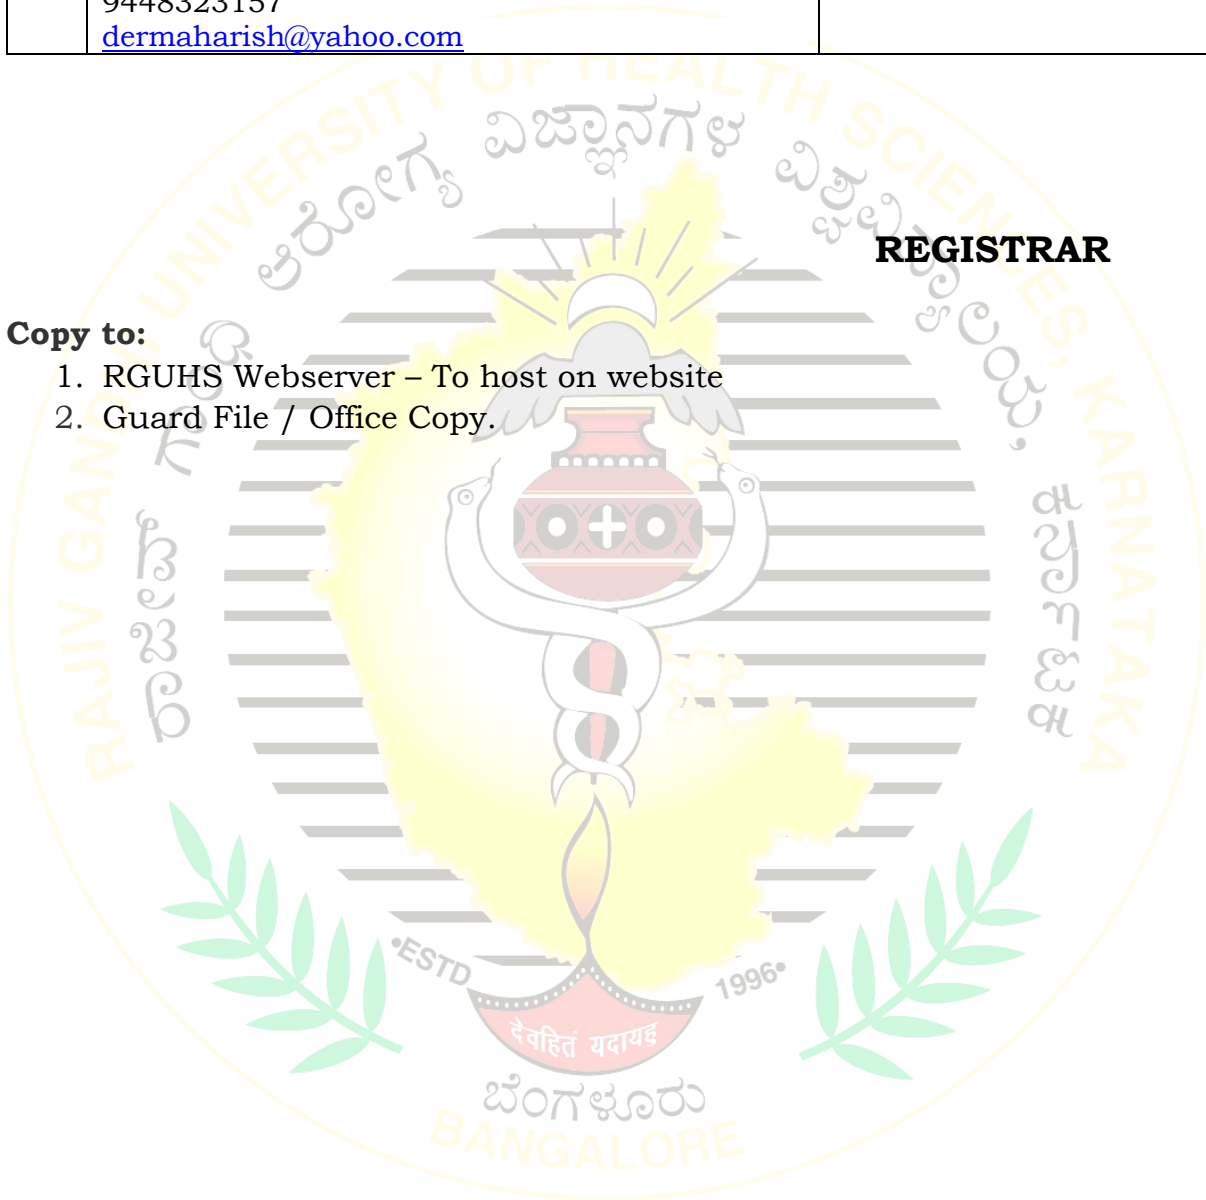 9448323157
dermaharish@yahoo.com
REGISTRAR
Copy to:
1. RGUHS Webserver – To host on website
2. Guard File / Office Copy.
RAJIV GANDHI UNIVERSITY OF HEALTH SCIENCES, KARNATAKA
ರಾಜೀವ್ ಗಾಂಧಿ ಆರೋಗ್ಯ ವಿಜ್ಞಾನಗಳ ವಿಶ್ವವಿದ್ಯಾಲಯ, ಕರ್ನಾಟಕ
•ESTD 1996•
देवहितं यदायुः
ಬೆಂಗಳೂರು
BANGALORE